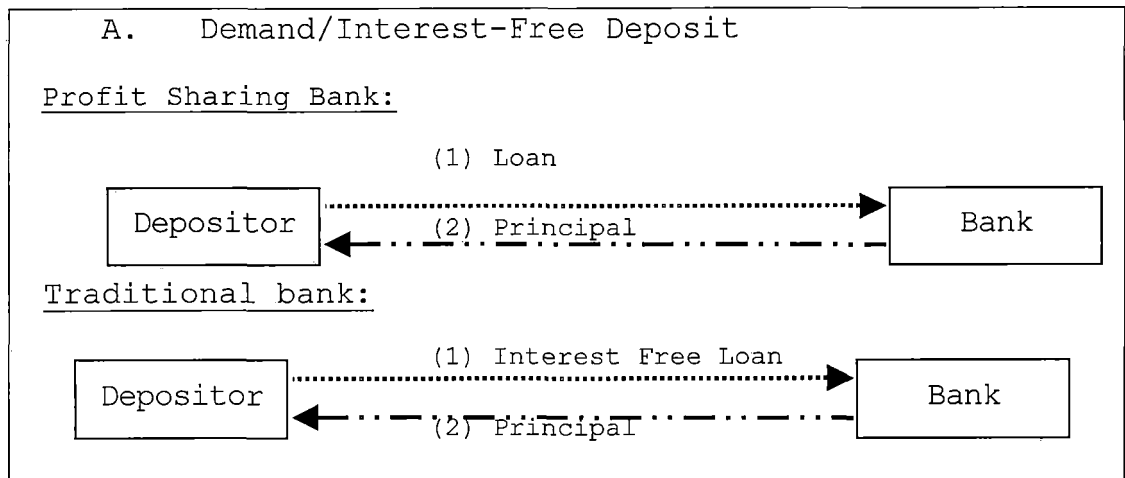 A. Demand/Interest-Free Deposit
Profit Sharing Bank:
(1) Loan
Depositor
(2) Principal
Bank
Traditional bank:
(1) Interest Free Loan
Depositor
Bank
(2) Principal